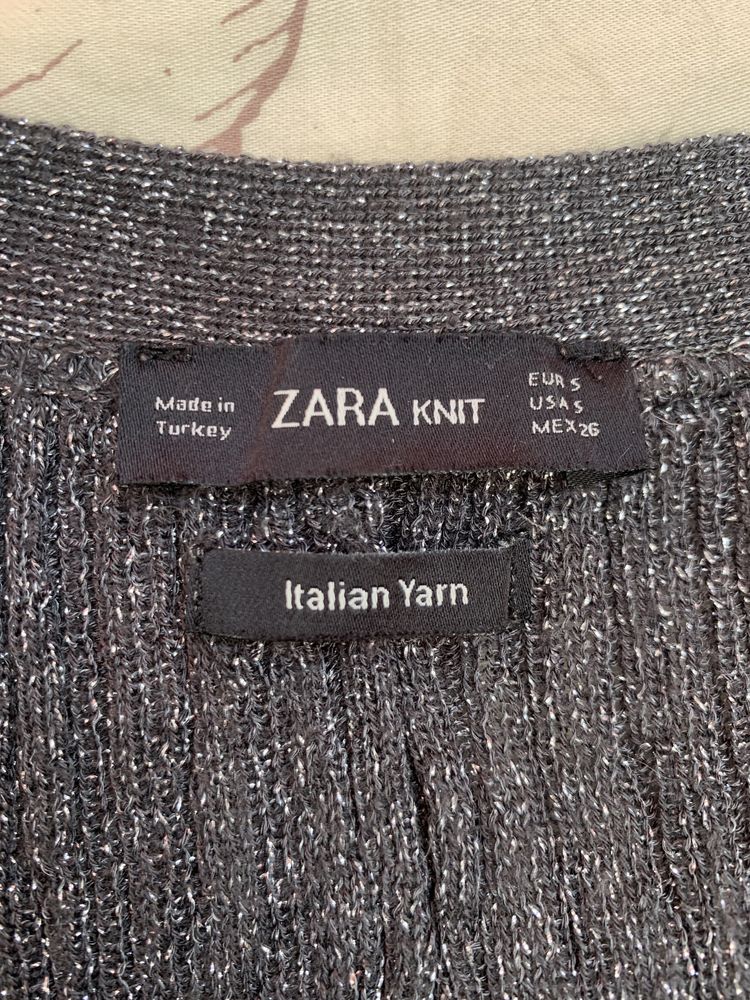 Made in
Turkey
ZARA KNIT
EUR S
USA S
MEX 26
Italian Yarn